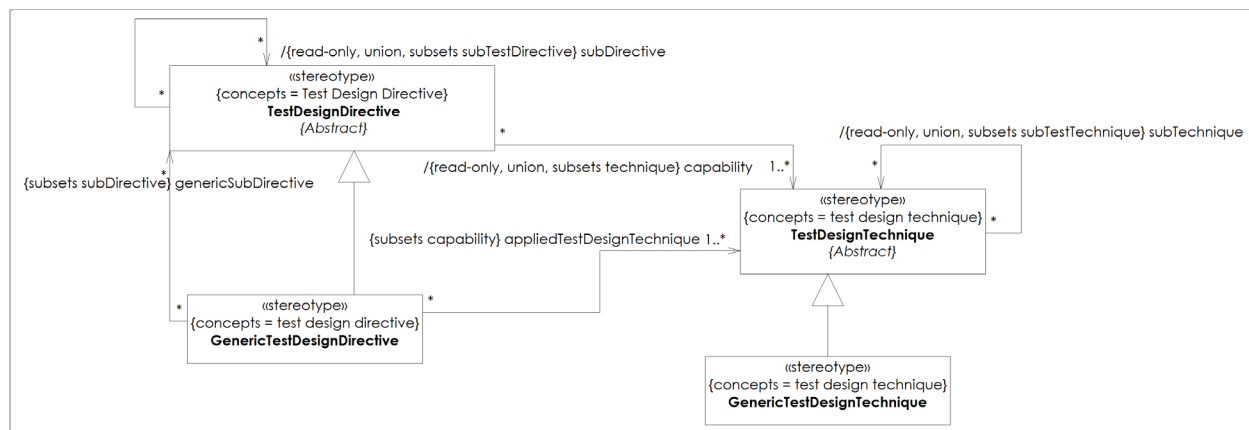 *
/{read-only, union, subsets subTestDirective} subDirective
«stereotype»
{concepts = Test Design Directive}
TestDesignDirective
{Abstract}
*
*
/{read-only, union, subsets technique} capability
1..*
*
{subsets subDirective} genericSubDirective
/{read-only, union, subsets subTestTechnique} subTechnique
*
«stereotype»
{concepts = test design technique}
TestDesignTechnique
{Abstract}
*
{subsets capability} appliedTestDesignTechnique 1..*
*
«stereotype»
{concepts = test design directive}
GenericTestDesignDirective
*
«stereotype»
{concepts = test design technique}
GenericTestDesignTechnique